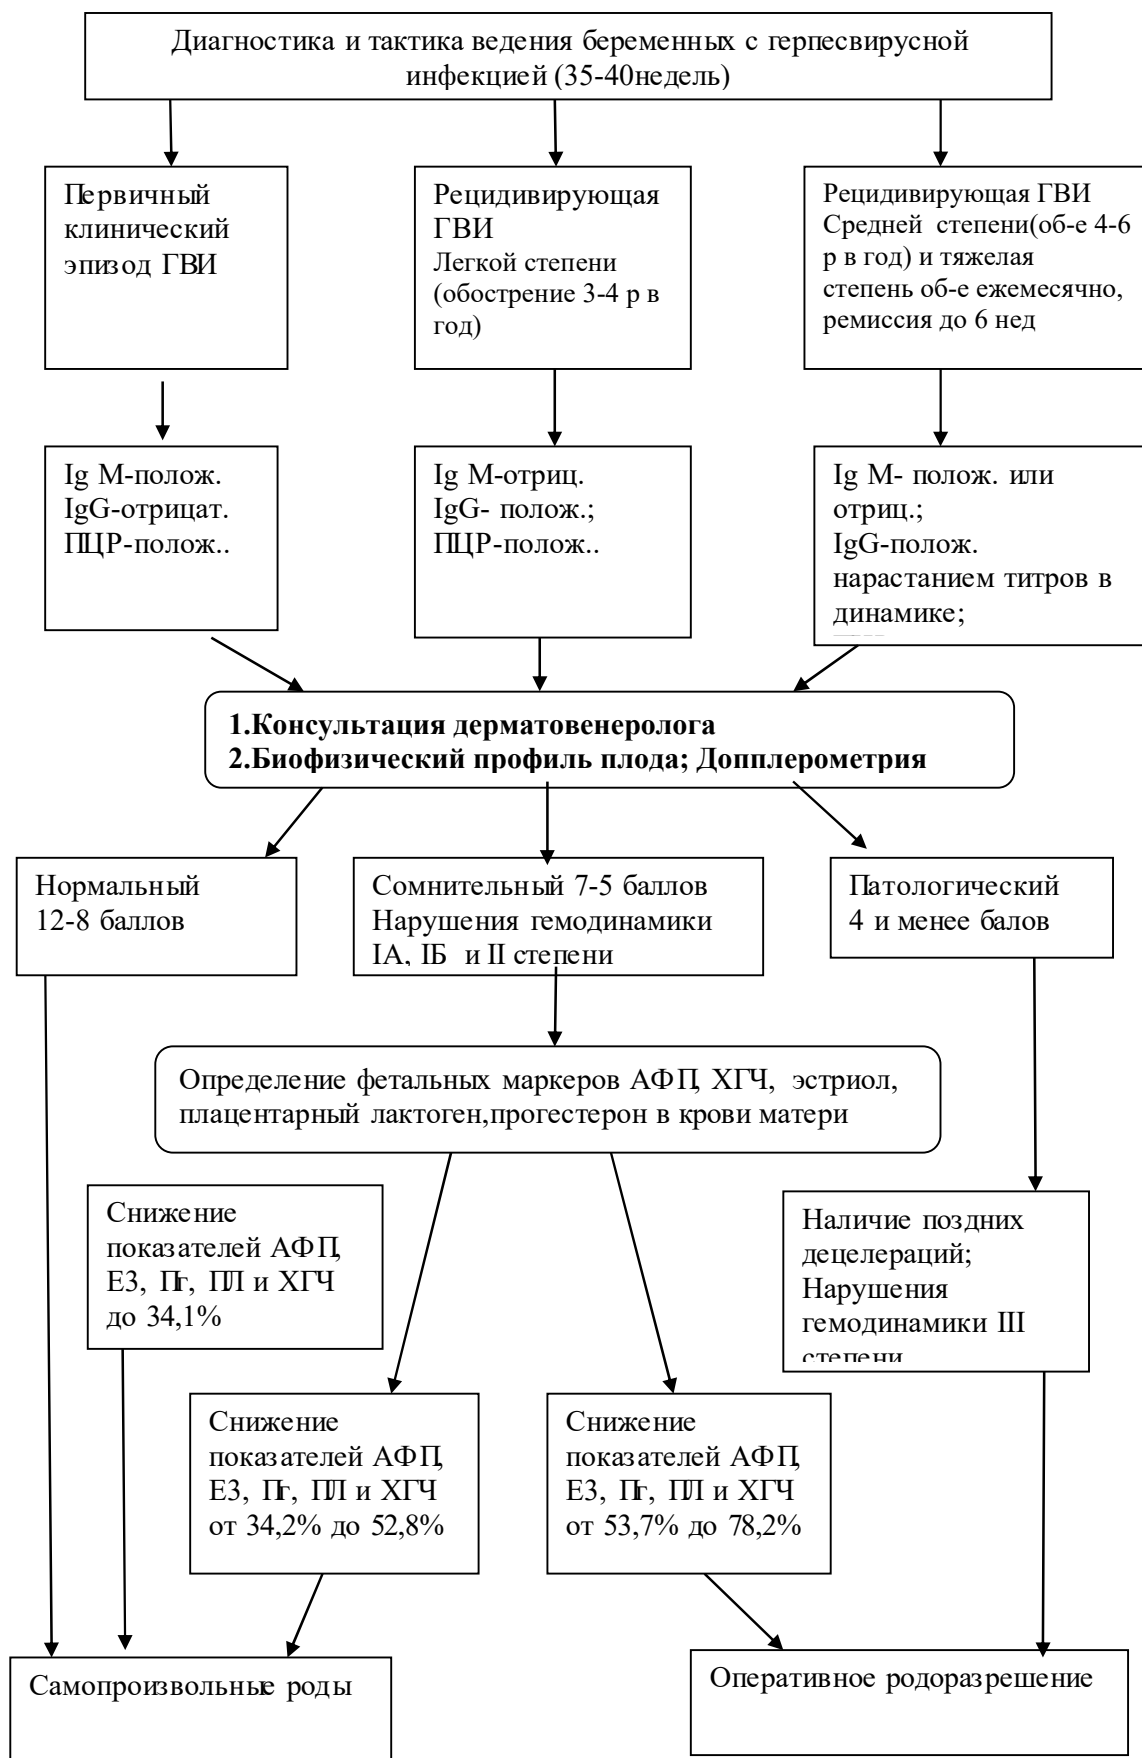 Диагностика и тактика ведения беременных с герпесвирусной
инфекцией (35-40недель)
Первичный
клинический
эпизод ГВИ
Рецидивирующая
ГВИ
Легкой степени
(обострение 3-4 р в
год)
Рецидивирующая ГВИ
Средней степени(об-е 4-6
р в год) и тяжелая
степень об-е ежемесячно,
ремиссия до 6 нед
Ig M-полож.
IgG-отрицат.
ПЦР-полож..
Ig M-отриц.
IgG- полож.;
ПЦР-полож..
Ig M- полож. или
отриц.;
IgG-полож.
нарастанием титров в
динамике;
1.Консультация дерматовенеролога
2.Биофизический профиль плода; Допплерометрия
Нормальный
12-8 баллов
Сомнительный 7-5 баллов
Нарушения гемодинамики
IА, IБ и II степени
Патологический
4 и менее балов
Определение фетальных маркеров АФП, ХГЧ, эстриол,
плацентарный лактоген,прогестерон в крови матери
Снижение
показателей АФП,
Е3, Пг, ПЛ и ХГЧ
до 34,1%
Наличие поздних
децелераций;
Нарушения
гемодинамики III
степени
Снижение
показателей АФП,
Е3, Пг, ПЛ и ХГЧ
от 34,2% до 52,8%
Снижение
показателей АФП,
Е3, Пг, ПЛ и ХГЧ
от 53,7% до 78,2%
Самопроизвольные роды
Оперативное родоразрешение